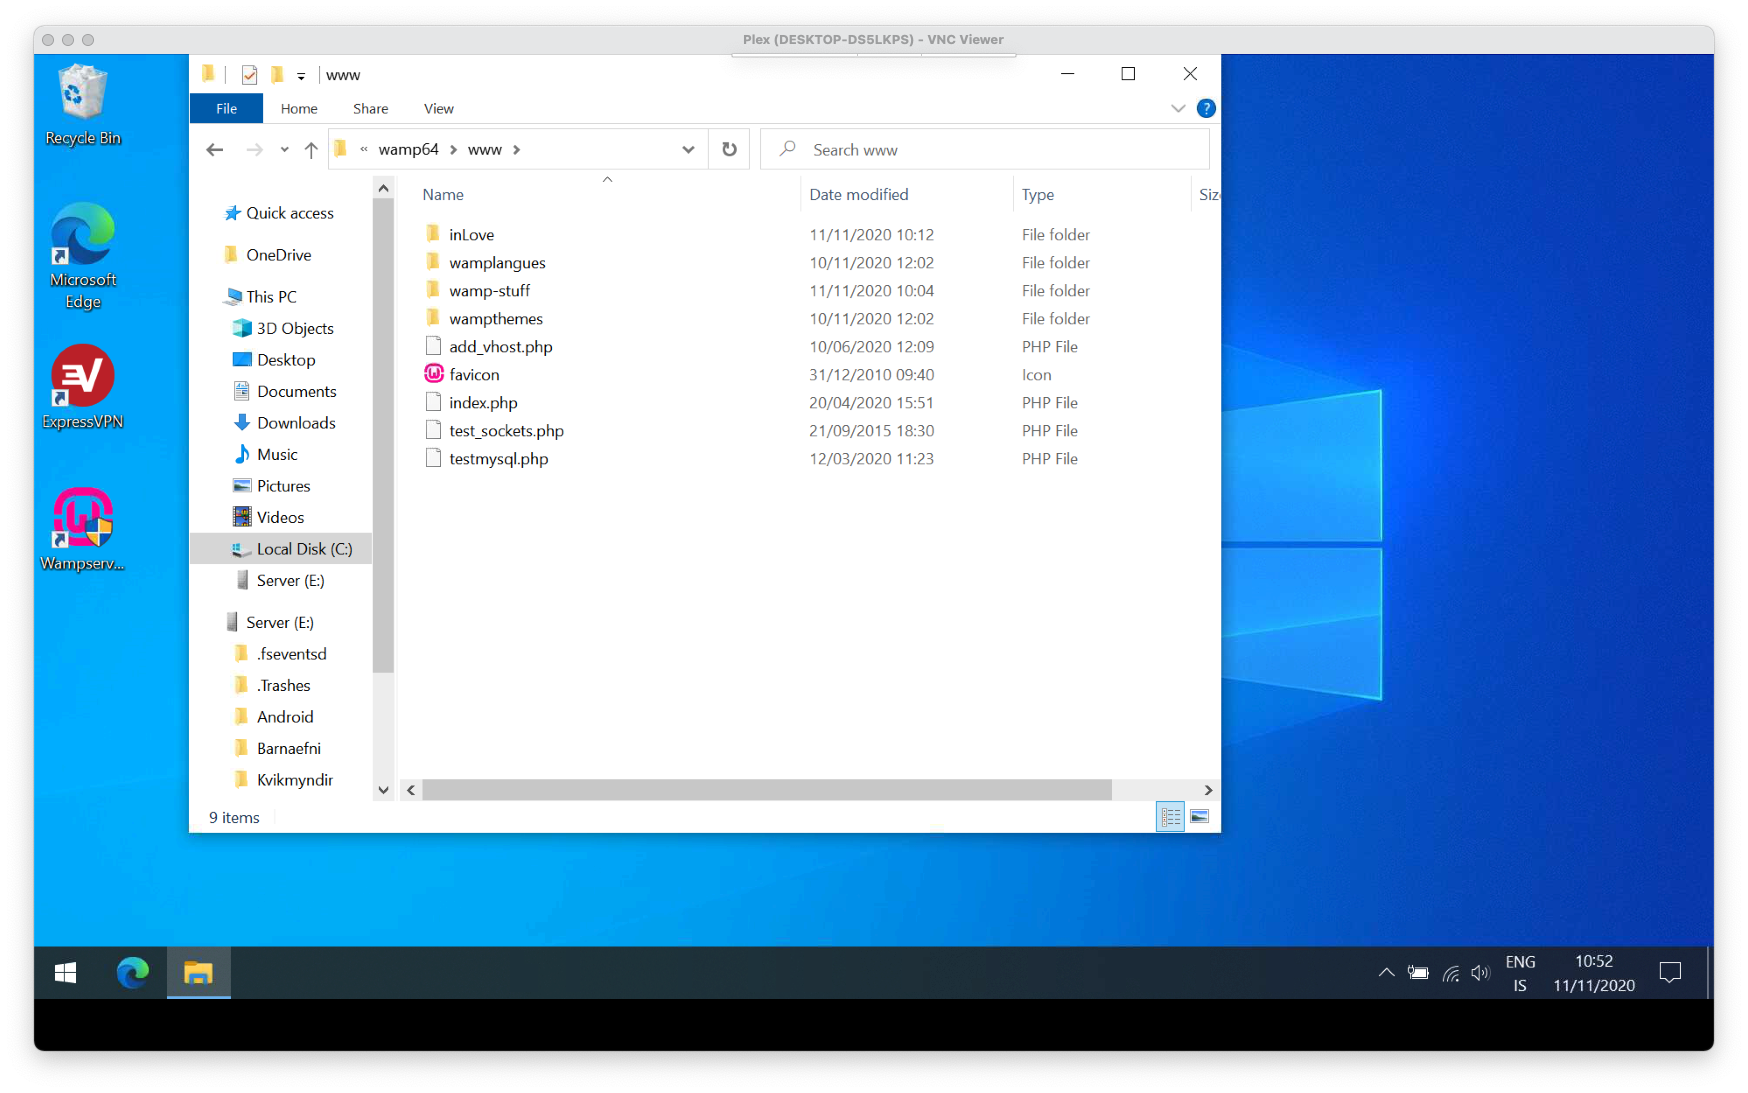 Plex (DESKTOP-DS5LKPS) - VNC Viewer
Recycle Bin
Microsoft
Edge
ExpressVPN
Wampserv...
www
File Home Share View
« wamp64 > www >
Search www
Quick access
OneDrive
This PC
3D Objects
Desktop
Documents
Downloads
Music
Pictures
Videos
Local Disk (C:)
Server (E:)
Server (E:)
.fseventsd
.Trashes
Android
Barnaefni
Kvikmyndir
Name Date modified Type Siz
inLove 11/11/2020 10:12 File folder
wamplangues 10/11/2020 12:02 File folder
wamp-stuff 11/11/2020 10:04 File folder
wampthemes 10/11/2020 12:02 File folder
add_vhost.php 10/06/2020 12:09 PHP File
favicon 31/12/2010 09:40 Icon
index.php 20/04/2020 15:51 PHP File
test_sockets.php 21/09/2015 18:30 PHP File
testmysql.php 12/03/2020 11:23 PHP File
9 items
ENG
IS
10:52
11/11/2020